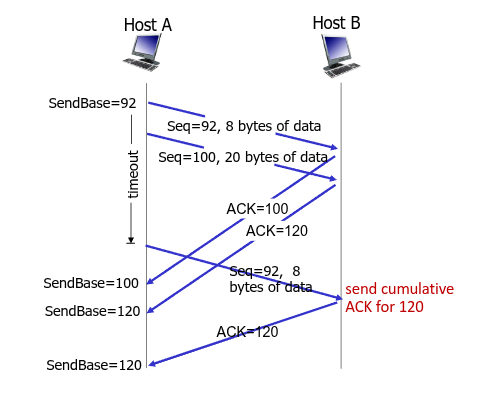 Host A
Host B
SendBase=92
Seq=92, 8 bytes of data
Seq=100, 20 bytes of data
timeout
ACK=100
ACK=120
Seq=92,  8
bytes of data
SendBase=100
send cumulative
ACK for 120
SendBase=120
ACK=120
SendBase=120